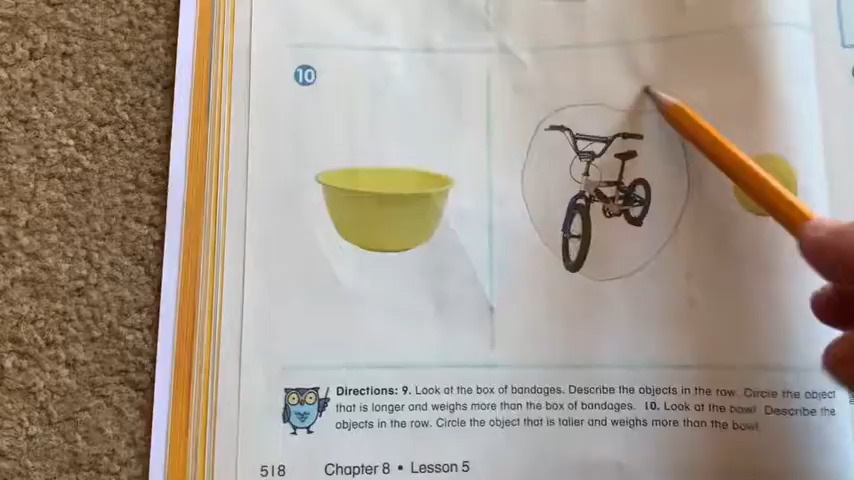 10
Directions: 9. Look at the box of bandages. Describe the objects in the row. Circle the object
that is longer and weighs more than the box of bandages. 10. Look at the bowl. Describe the
objects in the row. Circle the object that is taller and weighs more than the bowl.
518 Chapter 8 • Lesson 5